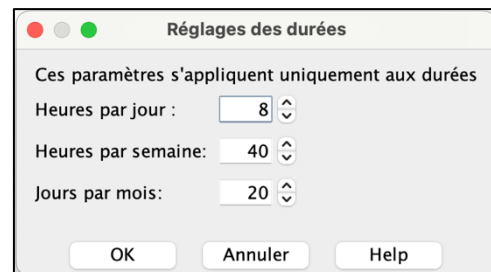 Réglages des durées
Ces paramètres s'appliquent uniquement aux durées
Heures par jour : 8
Heures par semaine: 40
Jours par mois: 20
OK Annuler Help